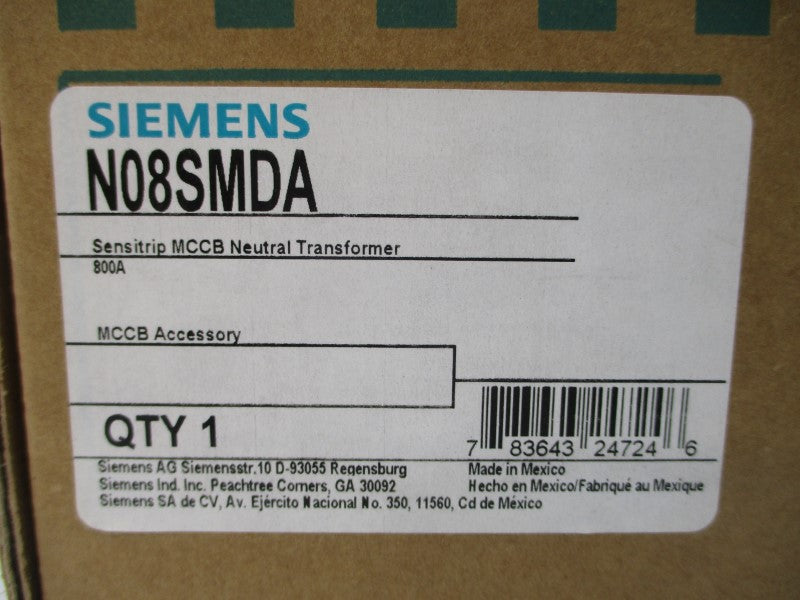 SIEMENS
N08SMDA
Sensitrip MCCB Neutral Transformer
800A
MCCB Accessory
QTY 1
7 83643 24724 6
Siemens AG Siemensstr.10 D-93055 Regensburg
Made in Mexico
Siemens Ind. Inc. Peachtree Corners, GA 30092
Hecho en Mexico/Fabriqué au Mexique
Siemens SA de CV, Av. Ejército Nacional No. 350, 11560, Cd de México